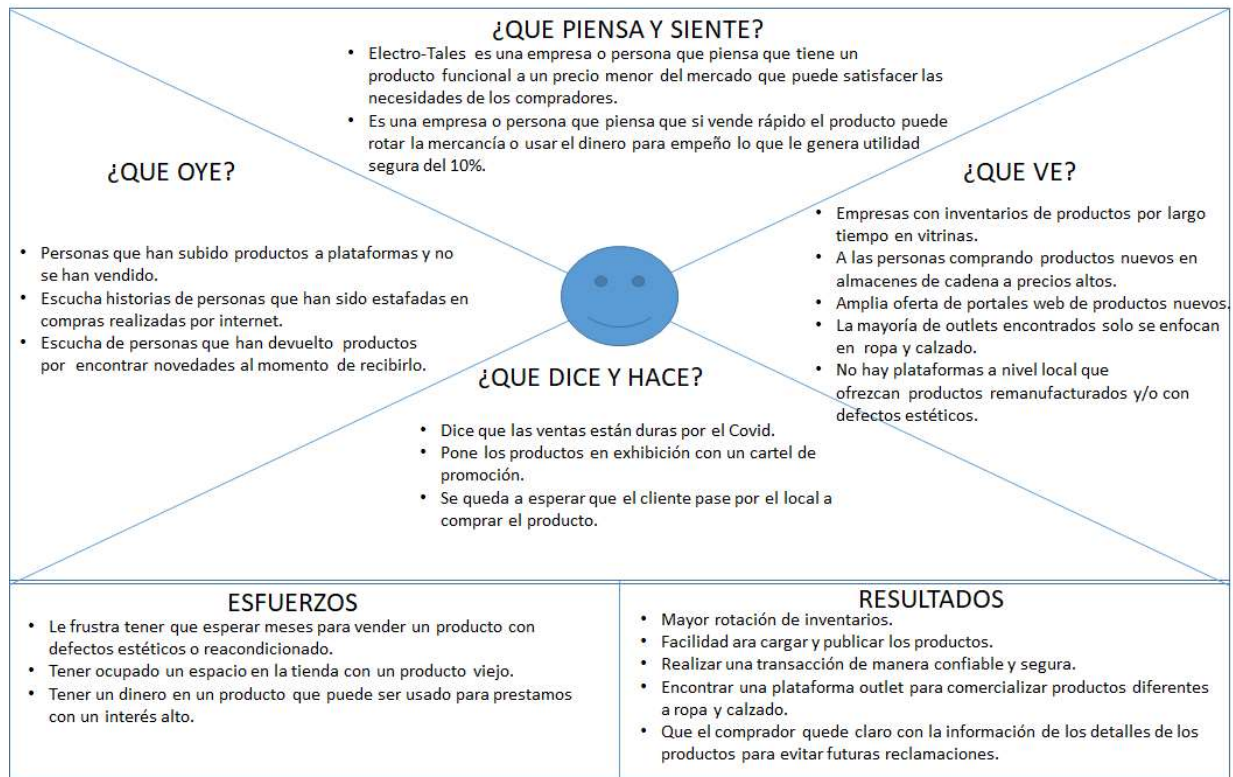 ¿QUE PIENSA Y SIENTE?
• Electro-Tales es una empresa o persona que piensa que tiene un
producto funcional a un precio menor del mercado que puede satisfacer las
necesidades de los compradores.
• Es una empresa o persona que piensa que si vende rápido el producto puede
rotar la mercancía o usar el dinero para empeño lo que le genera utilidad
segura del 10%.
¿QUE OYE?
• Personas que han subido productos a plataformas y no
se han vendido.
• Escucha historias de personas que han sido estafadas en
compras realizadas por internet.
• Escucha de personas que han devuelto productos
por encontrar novedades al momento de recibirlo.
¿QUE VE?
• Empresas con inventarios de productos por largo
tiempo en vitrinas.
• A las personas comprando productos nuevos en
almacenes de cadena a precios altos.
• Amplia oferta de portales web de productos nuevos.
• La mayoría de outlets encontrados solo se enfocan
en ropa y calzado.
• No hay plataformas a nivel local que
ofrezcan productos remanufacturados y/o con
defectos estéticos.
¿QUE DICE Y HACE?
• Dice que las ventas están duras por el Covid.
• Pone los productos en exhibición con un cartel de
promoción.
• Se queda a esperar que el cliente pase por el local a
comprar el producto.
ESFUERZOS
• Le frustra tener que esperar meses para vender un producto con
defectos estéticos o reacondicionado.
• Tener ocupado un espacio en la tienda con un producto viejo.
• Tener un dinero en un producto que puede ser usado para prestamos
con un interés alto.
RESULTADOS
• Mayor rotación de inventarios.
• Facilidad ara cargar y publicar los productos.
• Realizar una transacción de manera confiable y segura.
• Encontrar una plataforma outlet para comercializar productos diferentes
a ropa y calzado.
• Que el comprador quede claro con la información de los detalles de los
productos para evitar futuras reclamaciones.